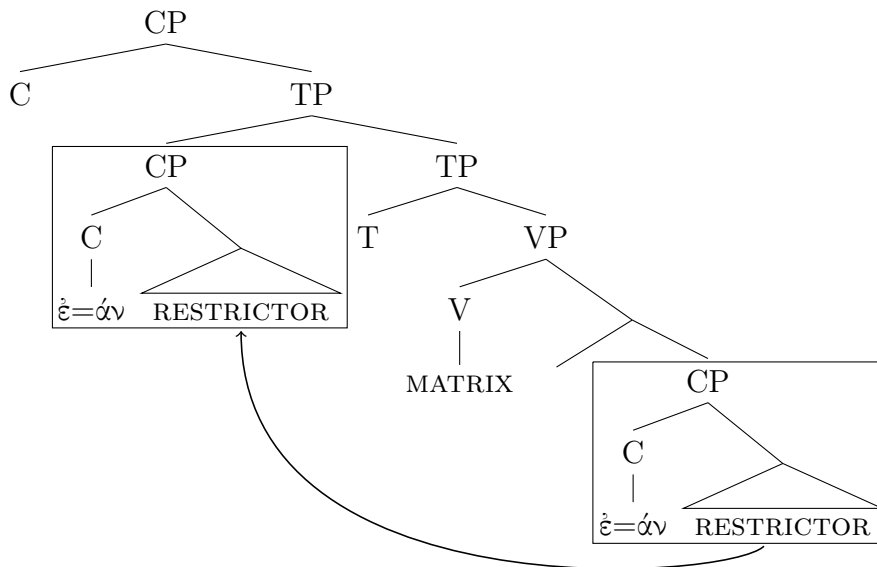 CP
C TP
CP TP
C T VP
ἐ=άν RESTRICTOR V
MATRIX CP
C
ἐ=άν RESTRICTOR